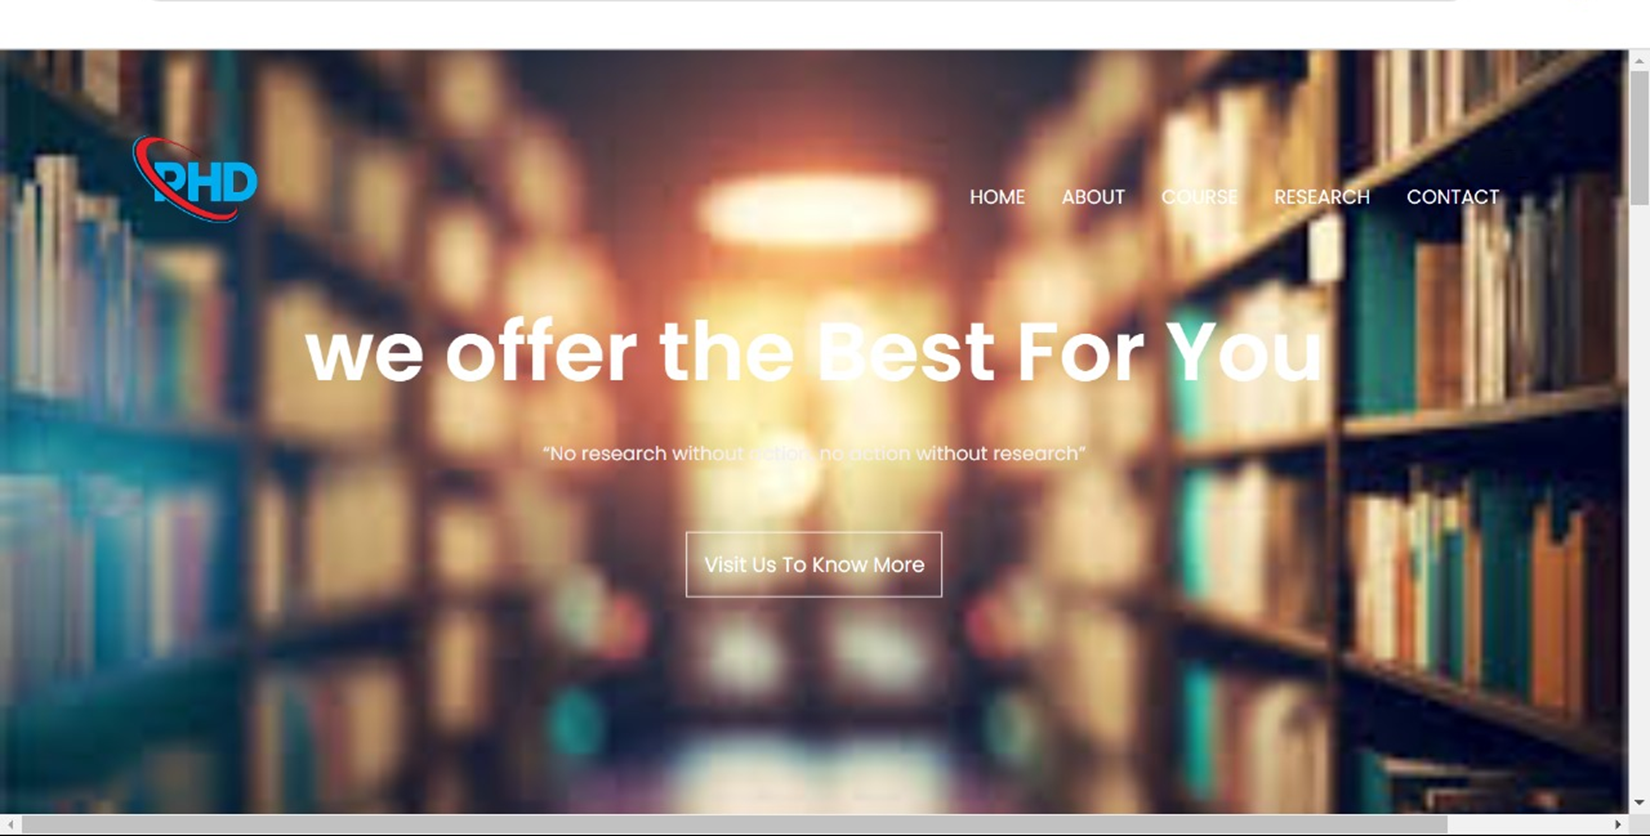 PHD
HOME ABOUT COURSE RESEARCH CONTACT
we offer the Best For You
“No research without action, no action without research”
Visit Us To Know More